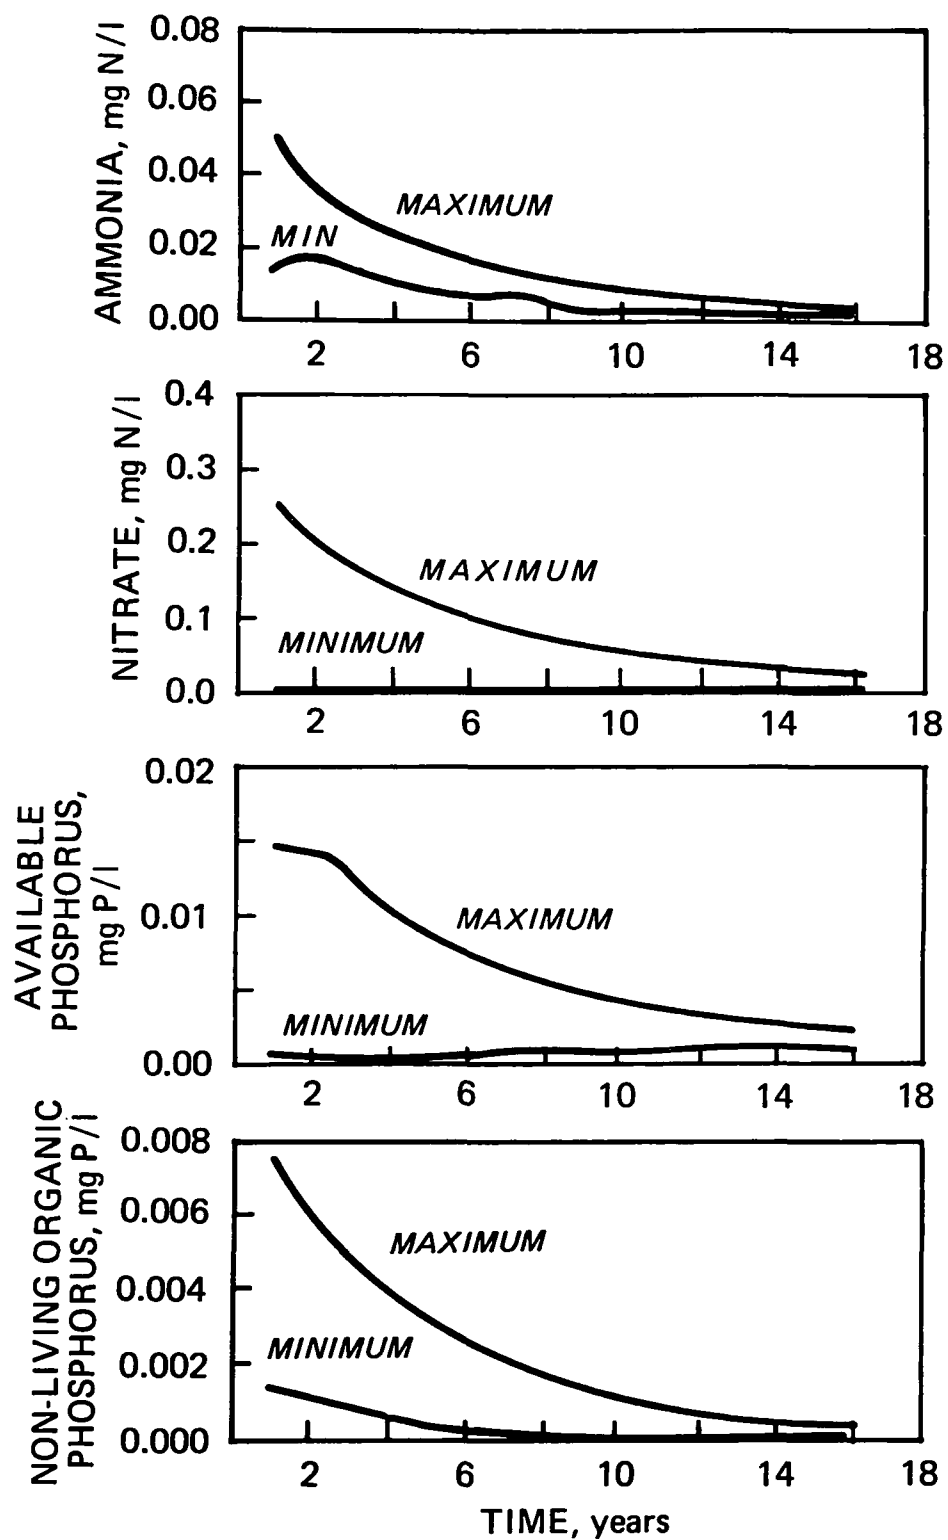 AMMONIA, mg N/l
0.08
0.06
0.04
0.02
0.00
MAXIMUM
MIN
2 6 10 14 18
NITRATE, mg N/l
0.4
0.3
0.2
0.1
0.0
MAXIMUM
MINIMUM
2 6 10 14 18
AVAILABLE
PHOSPHORUS,
mg P/l
0.02
0.01
0.00
MAXIMUM
MINIMUM
2 6 10 14 18
NON-LIVING ORGANIC
PHOSPHORUS, mg P/l
0.008
0.006
0.004
0.002
0.000
MAXIMUM
MINIMUM
2 6 10 14 18
TIME, years